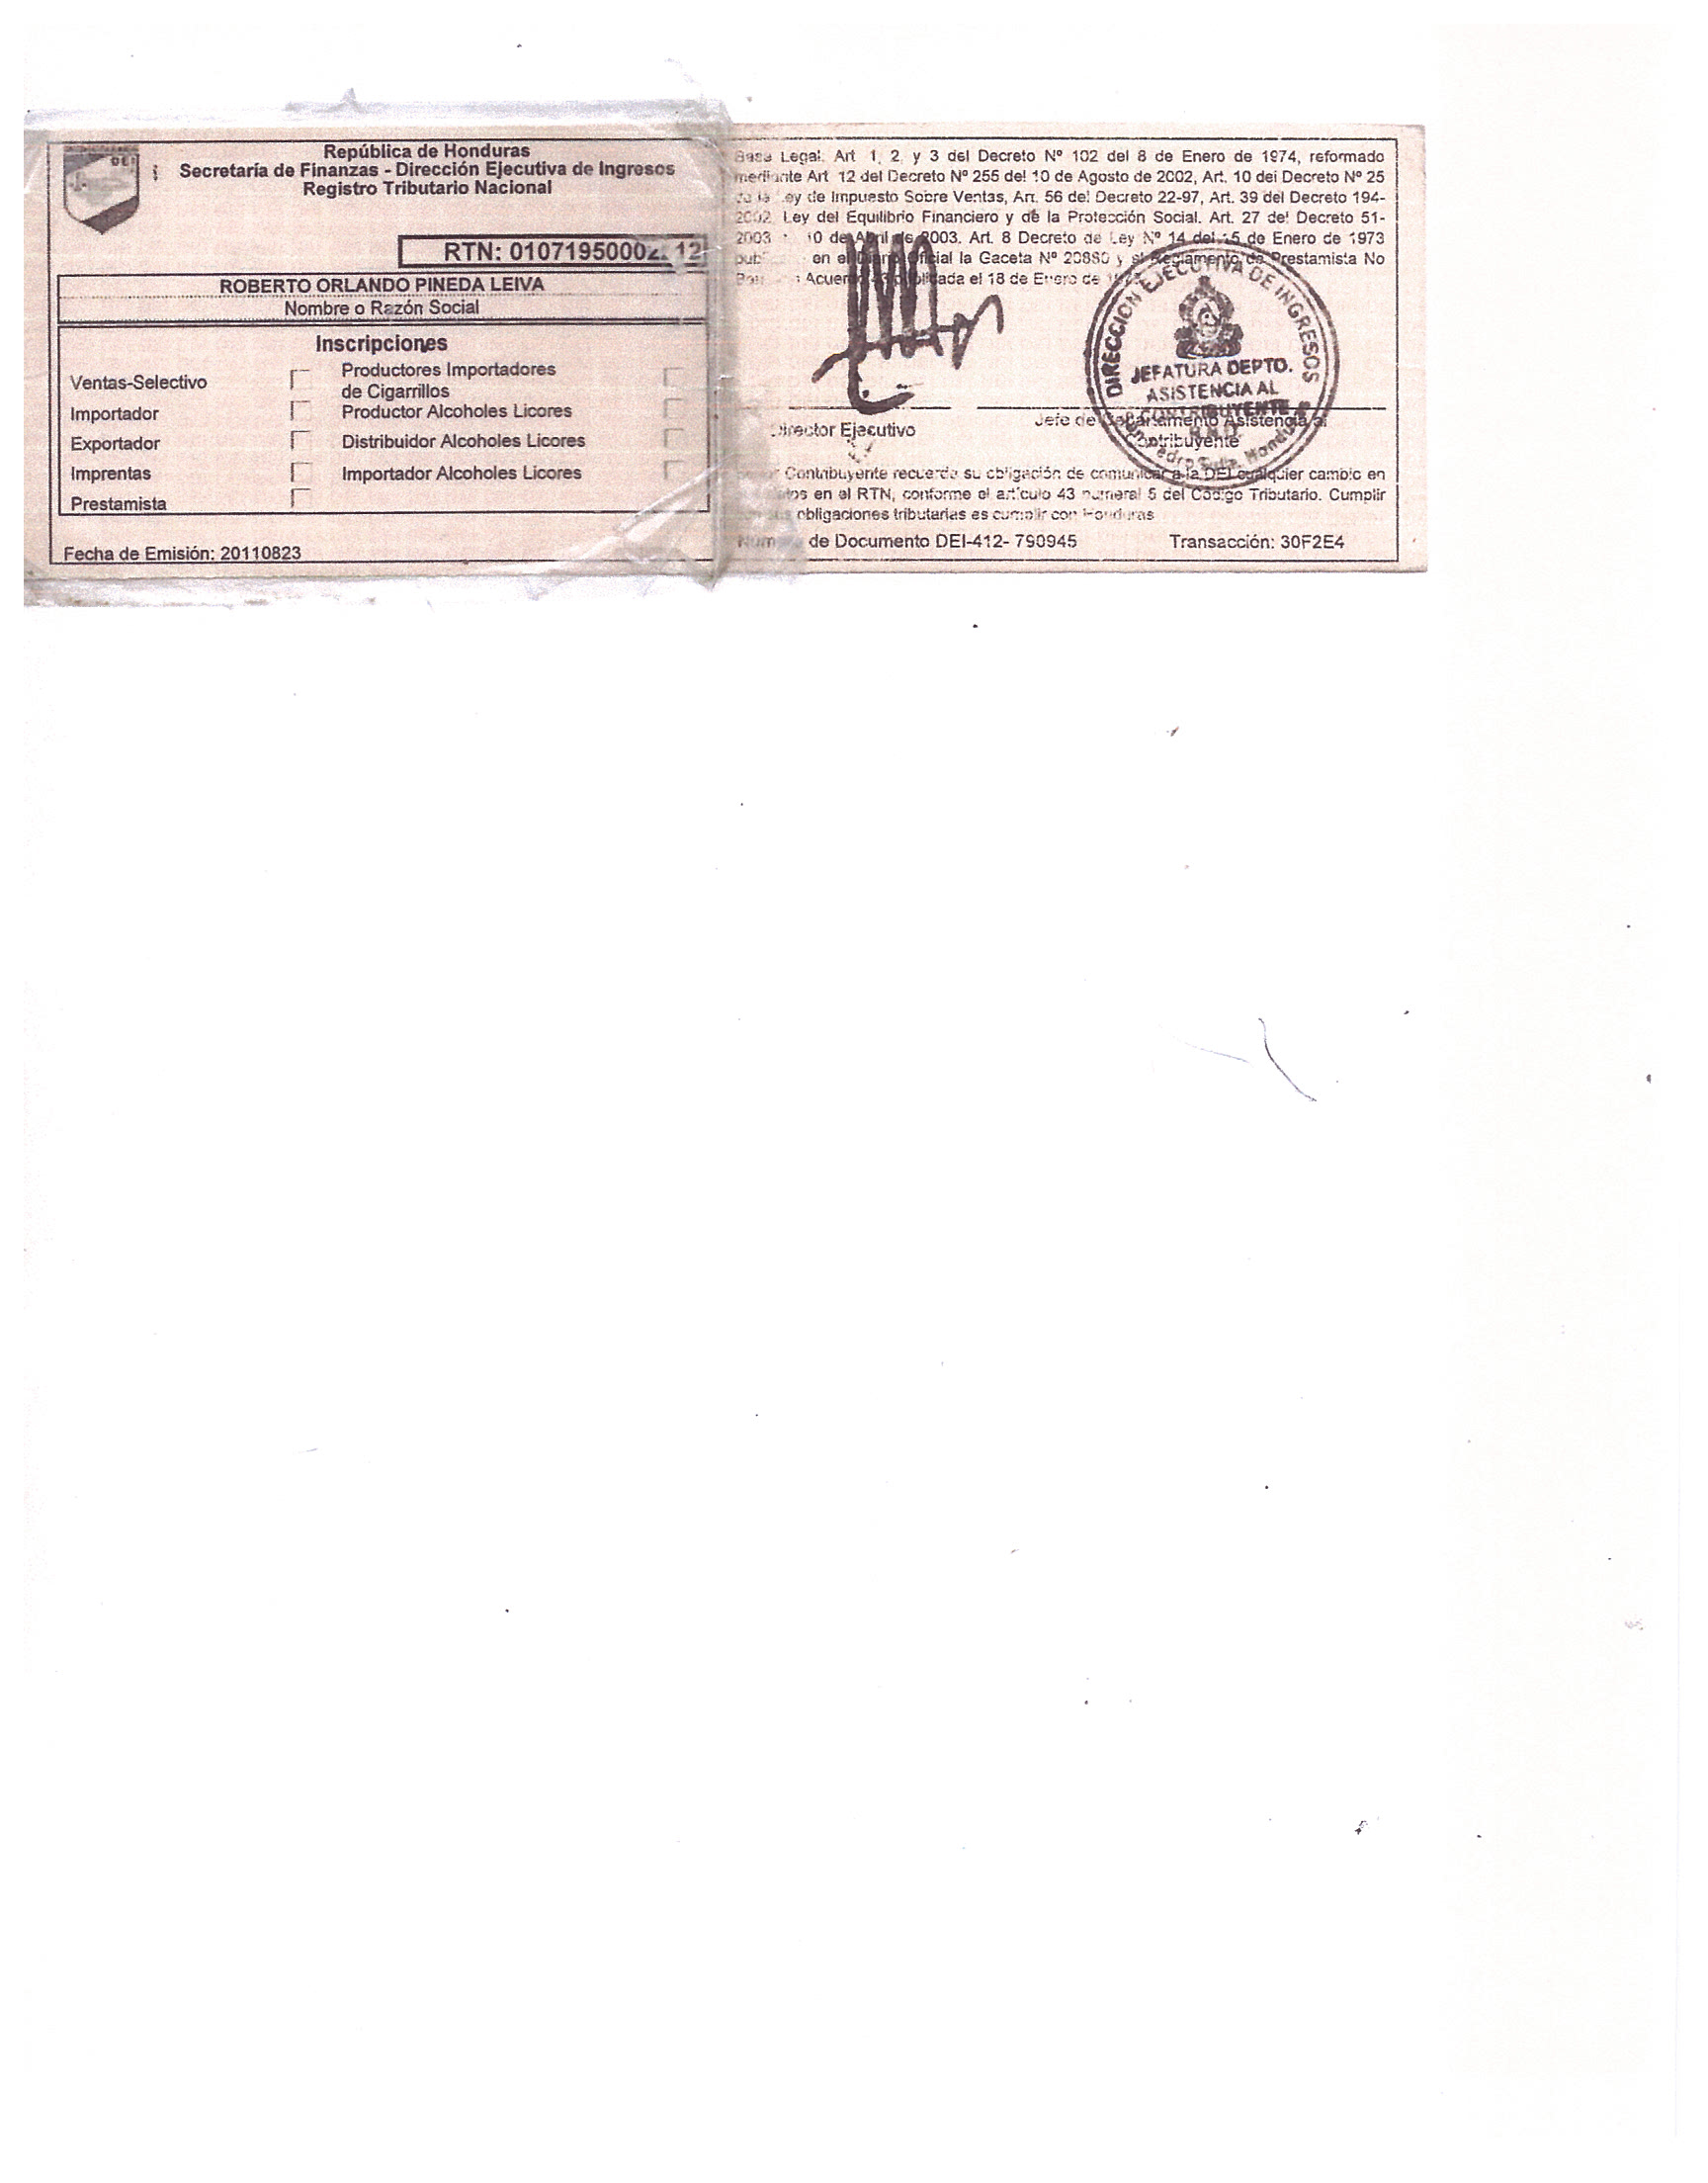 DEI
República de Honduras
Secretaría de Finanzas - Dirección Ejecutiva de Ingresos
Registro Tributario Nacional
RTN: 0107195000 12
ROBERTO ORLANDO PINEDA LEIVA
Nombre o Razón Social
Inscripciones
Ventas-Selectivo
Productores Importadores
de Cigarrillos
Importador
Productor Alcoholes Licores
Exportador
Distribuidor Alcoholes Licores
Imprentas
Importador Alcoholes Licores
Prestamista
Fecha de Emisión: 20110823
Base Legal: Art 1, 2, y 3 del Decreto Nº 102 del 8 de Enero de 1974, reformado
mediante Art 12 del Decreto Nº 255 del 10 de Agosto de 2002, Art. 10 del Decreto Nº 25
de la Ley de Impuesto Sobre Ventas, Art. 56 del Decreto 22-97, Art. 39 del Decreto 194-
2002. Ley del Equilibrio Financiero y de la Protección Social. Art. 27 del Decreto 51-
2003 10 de Abril de 2003. Art. 8 Decreto de Ley Nº 14 del 15 de Enero de 1973
en el Diario Oficial la Gaceta Nº 20880 y el Reglamento de Prestamista No
Acuerdo publicada el 18 de Enero de
DIRECCION EJECUTIVA DE INGRESOS
JEFATURA DEPTO.
ASISTENCIA AL
CONTRIBUYENTE
San Pedro Sula, Honduras
Director Ejecutivo
Jefe de Departamento Asistencia al
Contribuyente
Contribuyente recuerde su obligación de comunicar a la DEI cualquier cambio en
en el RTN, conforme el artículo 43 numeral 5 del Código Tributario. Cumplir
obligaciones tributarias es cumplir con Honduras
Número de Documento DEI-412- 790945
Transacción: 30F2E4